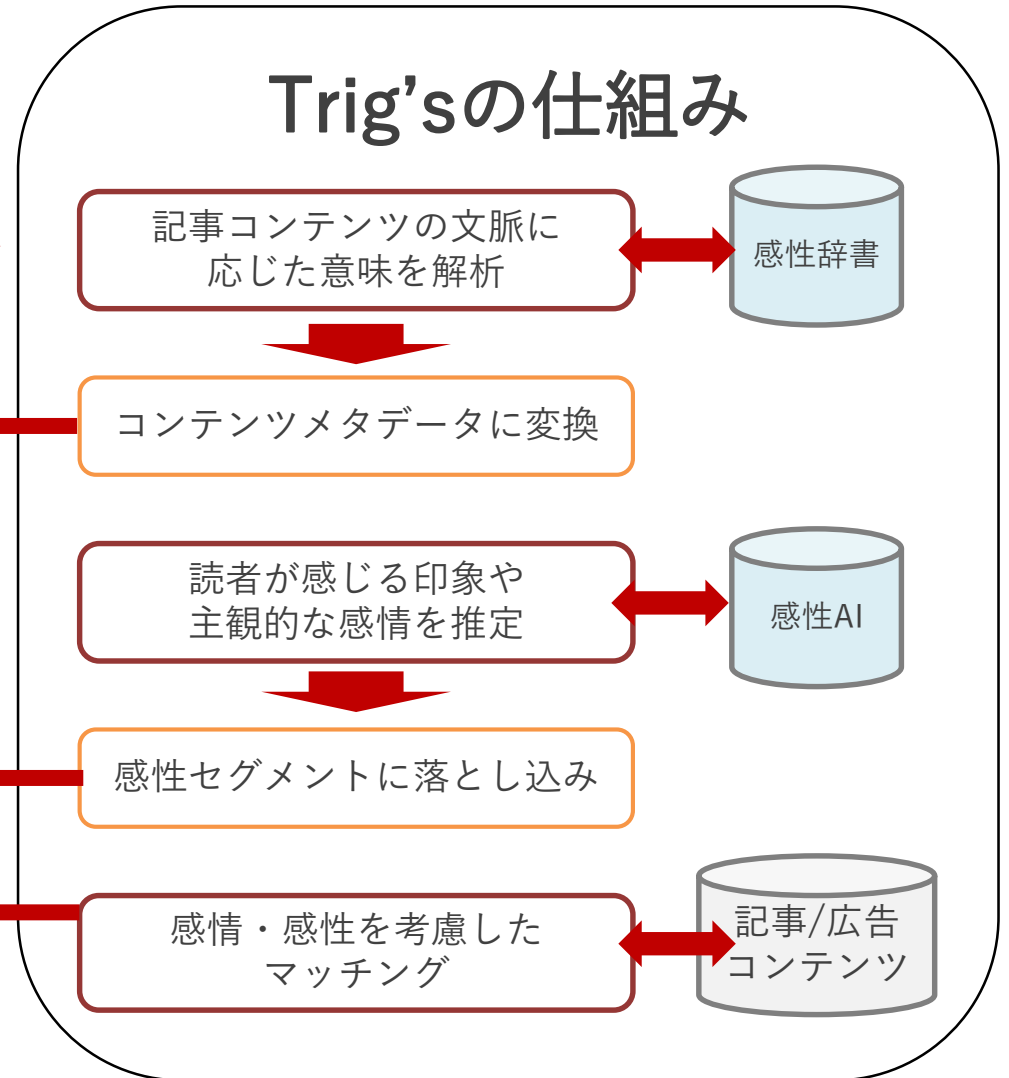 Trig’sの仕組み
記事コンテンツの文脈に
応じた意味を解析
感性辞書
コンテンツメタデータに変換
読者が感じる印象や
主観的な感情を推定
感性AI
感性セグメントに落とし込み
感情・感性を考慮した
マッチング
記事/広告
コンテンツ